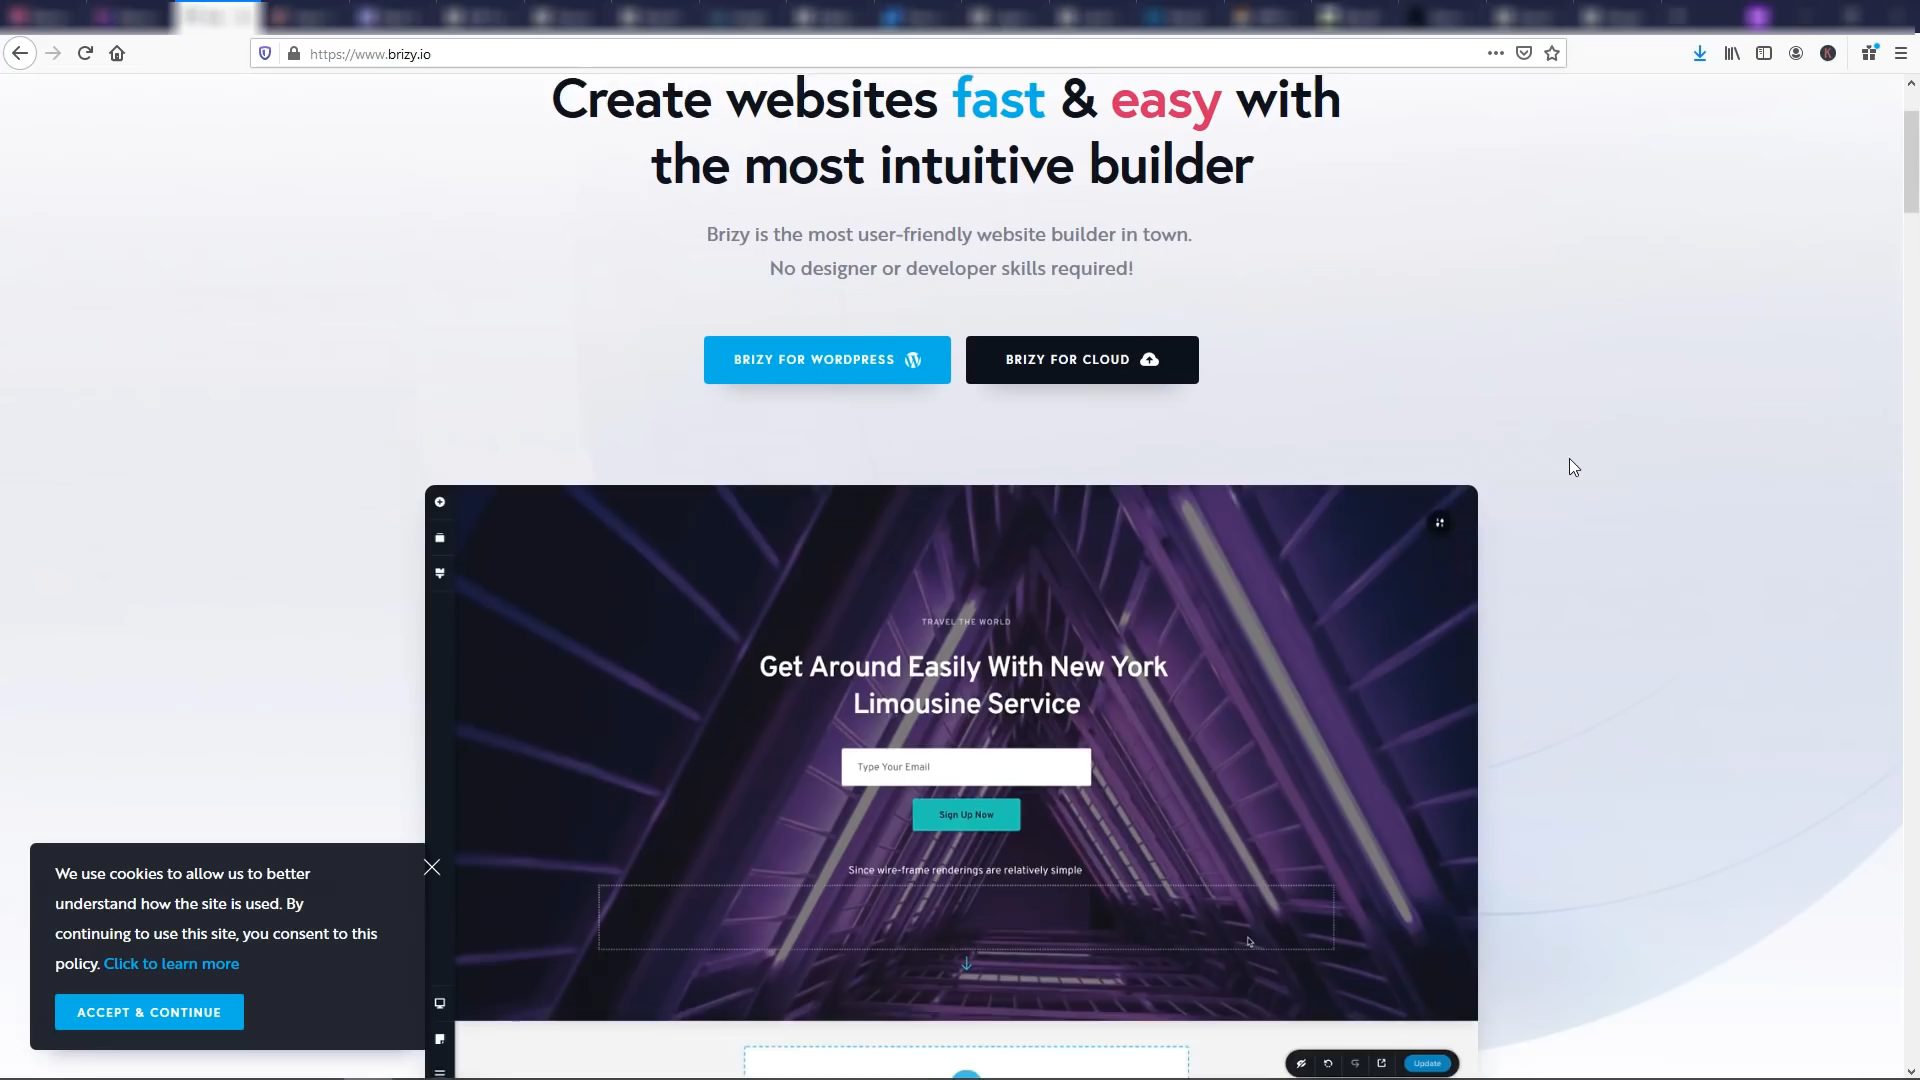 https://www.brizy.io
Create websites fast & easy with
the most intuitive builder
Brizy is the most user-friendly website builder in town.
No designer or developer skills required!
BRIZY FOR WORDPRESS
BRIZY FOR CLOUD
TRAVEL THE WORLD
Get Around Easily With New York
Limousine Service
Type Your Email
Sign Up Now
Since wire-frame renderings are relatively simple
We use cookies to allow us to better
understand how the site is used. By
continuing to use this site, you consent to this
policy. Click to learn more
ACCEPT & CONTINUE
Update